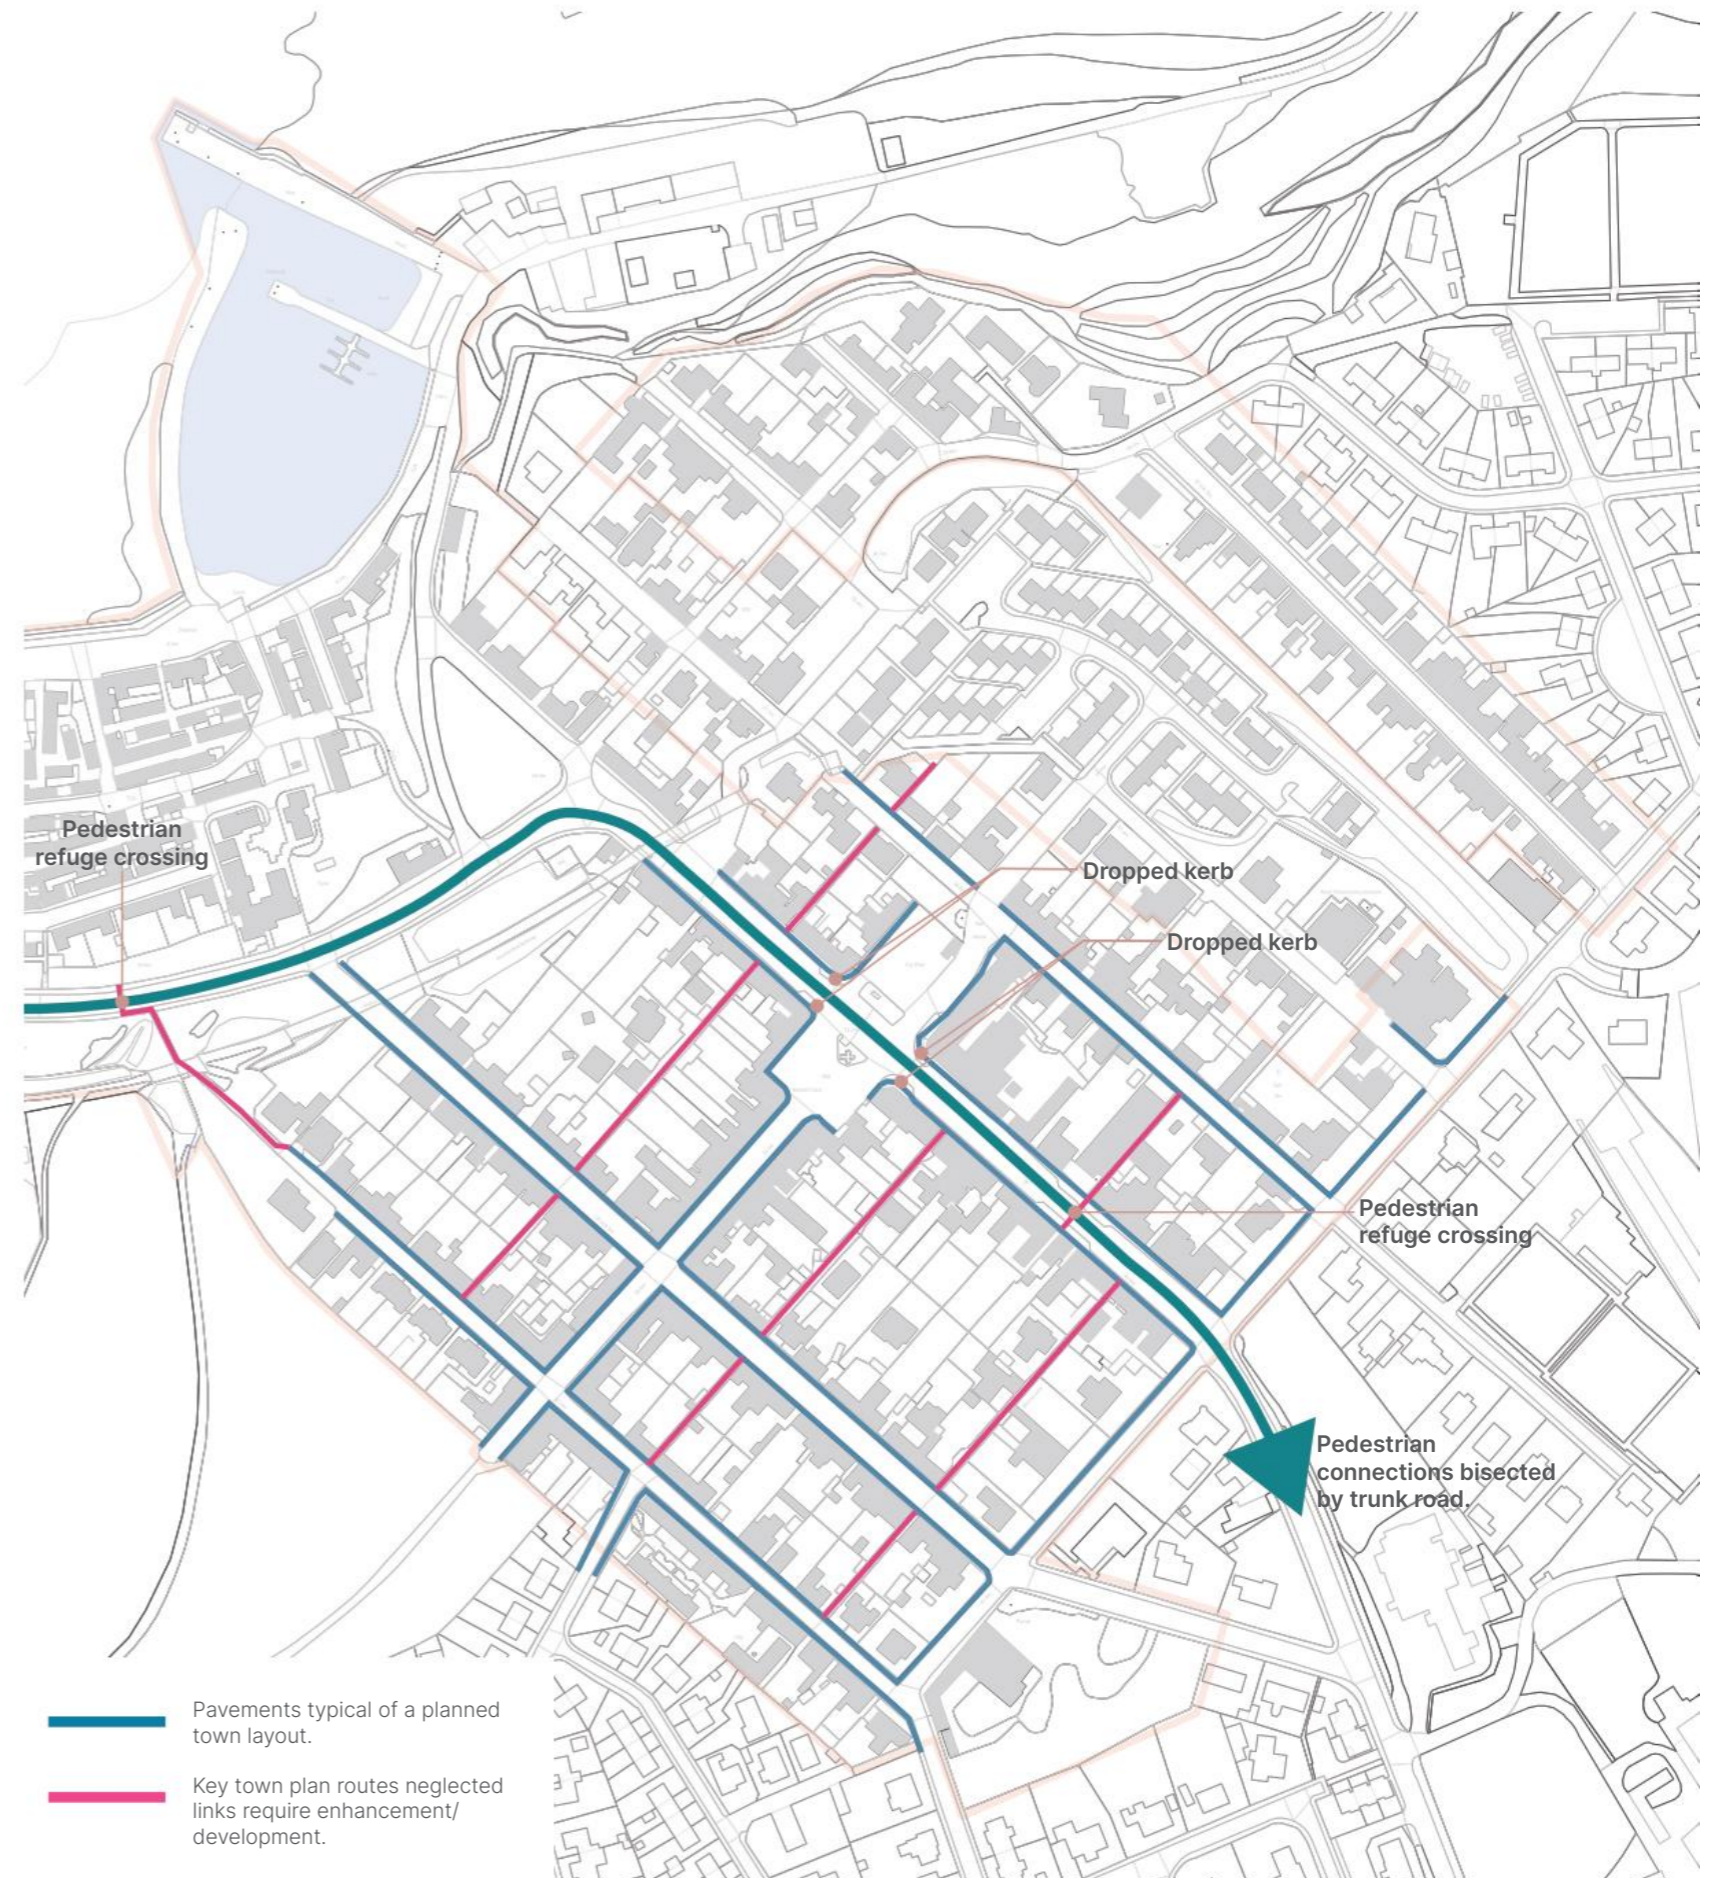 Pedestrian
refuge crossing
Dropped kerb
Dropped kerb
Pedestrian
refuge crossing
Pedestrian
connections bisected
by trunk road.
Pavements typical of a planned
town layout.
Key town plan routes neglected
links require enhancement/
development.